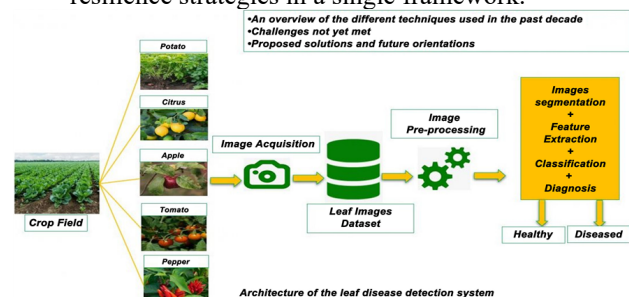 resilience strategies in a single framework.
•An overview of the different techniques used in the past decade
•Challenges not yet met
•Proposed solutions and future orientations
Potato
Citrus
Apple
Tomato
Pepper
Crop Field
Image Acquisition
Leaf Images
Dataset
Image
Pre-processing
Images
segmentation
+
Feature
Extraction
+
Classification
+
Diagnosis
Healthy
Diseased
Architecture of the leaf disease detection system